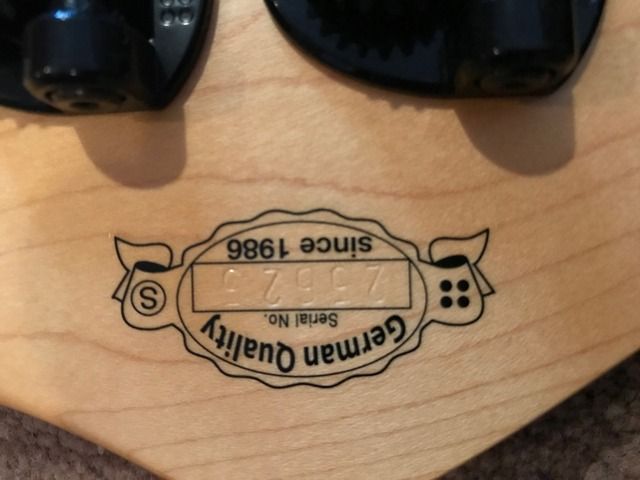 German Quality
Serial No.
since 1986
S